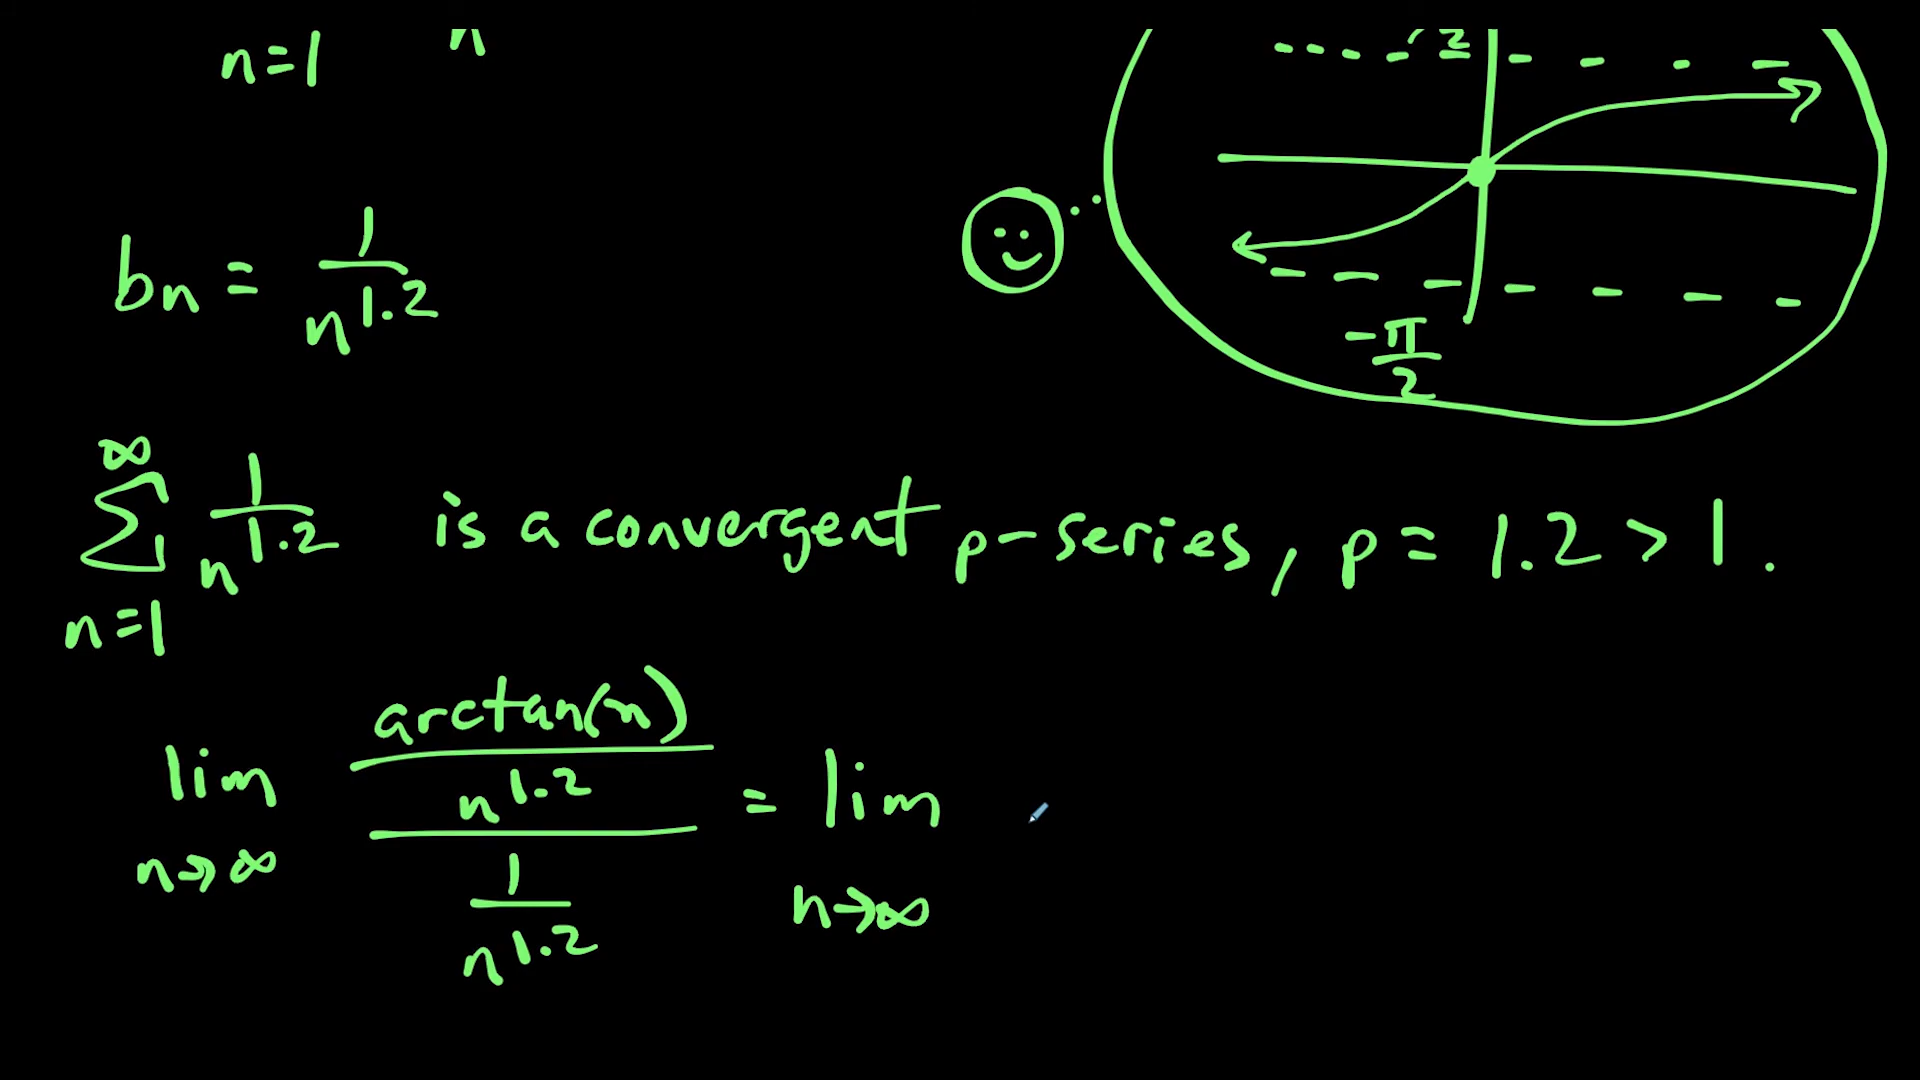 n=1 n
π/2
-π/2
bn = 1/n^1.2
∞
∑ 1/n^1.2 is a convergent p-series, p = 1.2 > 1.
n=1
lim arctan(n)/n^1.2 / 1/n^1.2 = lim
n→∞ n→∞